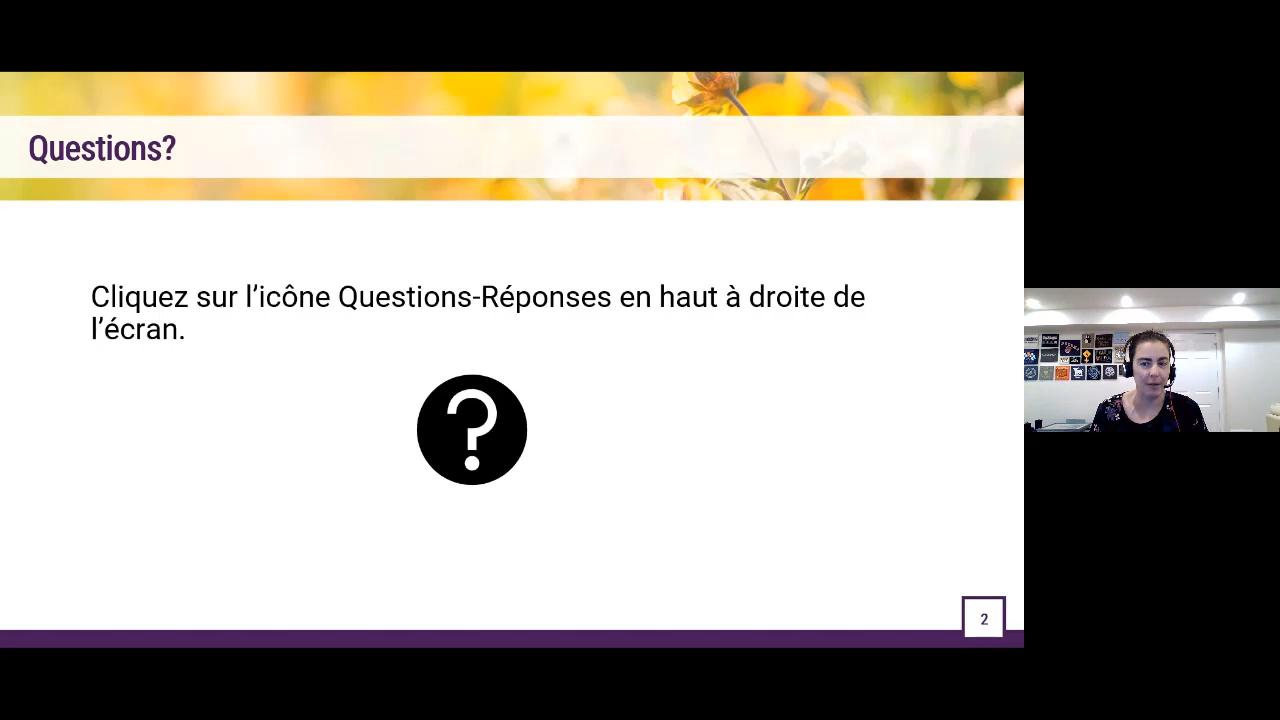 Questions?
Cliquez sur l’icône Questions-Réponses en haut à droite de
l’écran.
2